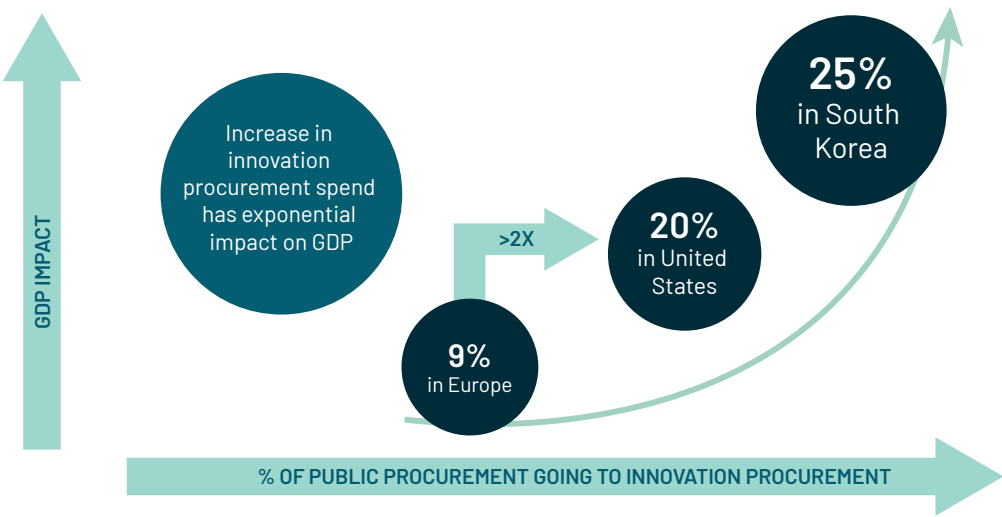 GDP IMPACT
Increase in
innovation
procurement spend
has exponential
impact on GDP
9%
in Europe
>2X
20%
in United
States
25%
in South
Korea
% OF PUBLIC PROCUREMENT GOING TO INNOVATION PROCUREMENT